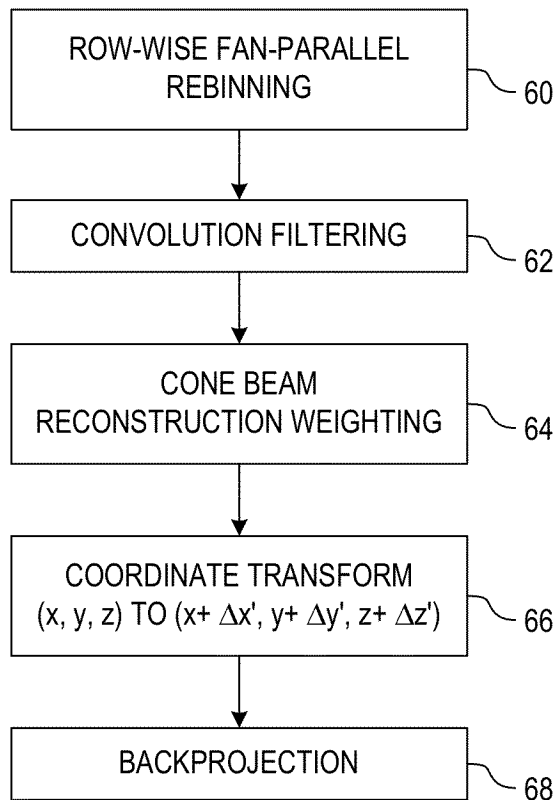 ROW-WISE FAN-PARALLEL
REBINNING
60
CONVOLUTION FILTERING
62
CONE BEAM
RECONSTRUCTION WEIGHTING
64
COORDINATE TRANSFORM
(x, y, z) TO (x+ Δx', y+ Δy', z+ Δz')
66
BACKPROJECTION
68